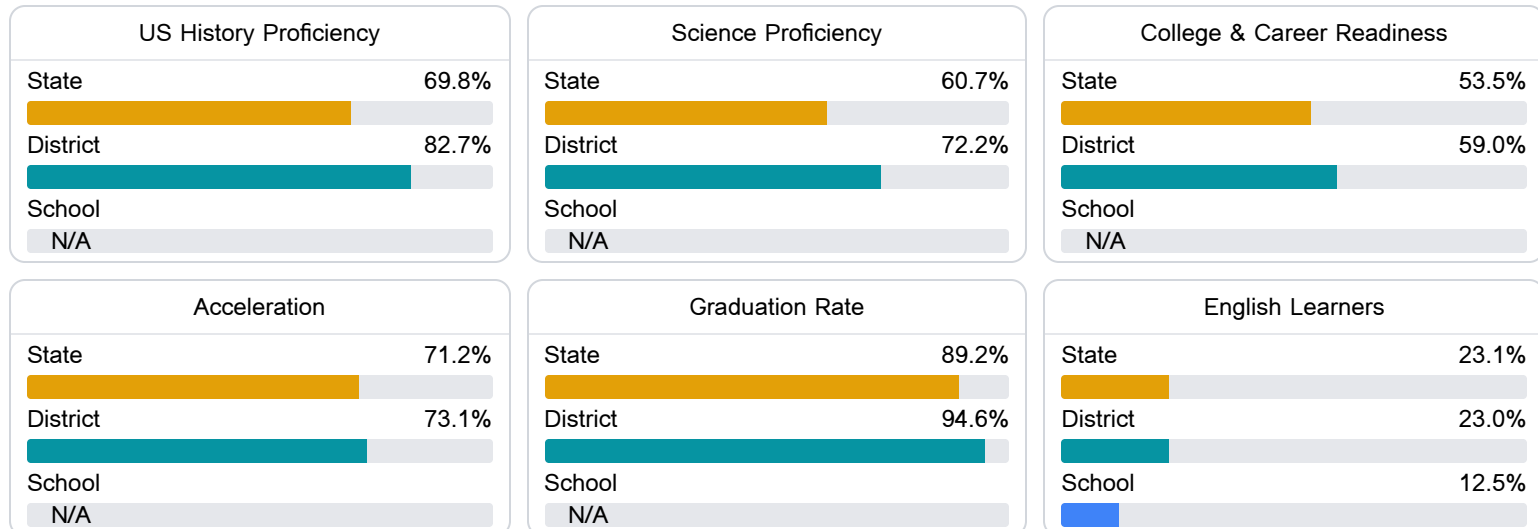 US History Proficiency
State 69.8%
District 82.7%
School
N/A
Science Proficiency
State 60.7%
District 72.2%
School
N/A
College & Career Readiness
State 53.5%
District 59.0%
School
N/A
Acceleration
State 71.2%
District 73.1%
School
N/A
Graduation Rate
State 89.2%
District 94.6%
School
N/A
English Learners
State 23.1%
District 23.0%
School 12.5%